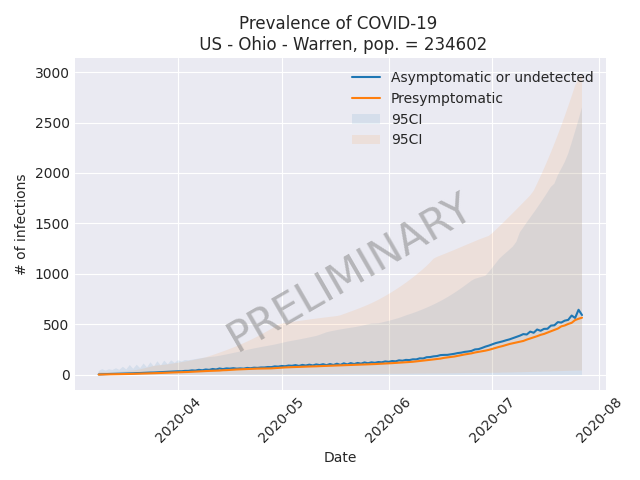 Prevalence of COVID-19
US - Ohio - Warren, pop. = 234602
# of infections
3000
2500
2000
1500
1000
500
0
Asymptomatic or undetected
Presymptomatic
95CI
95CI
PRELIMINARY
2020-04
2020-05
2020-06
2020-07
2020-08
Date